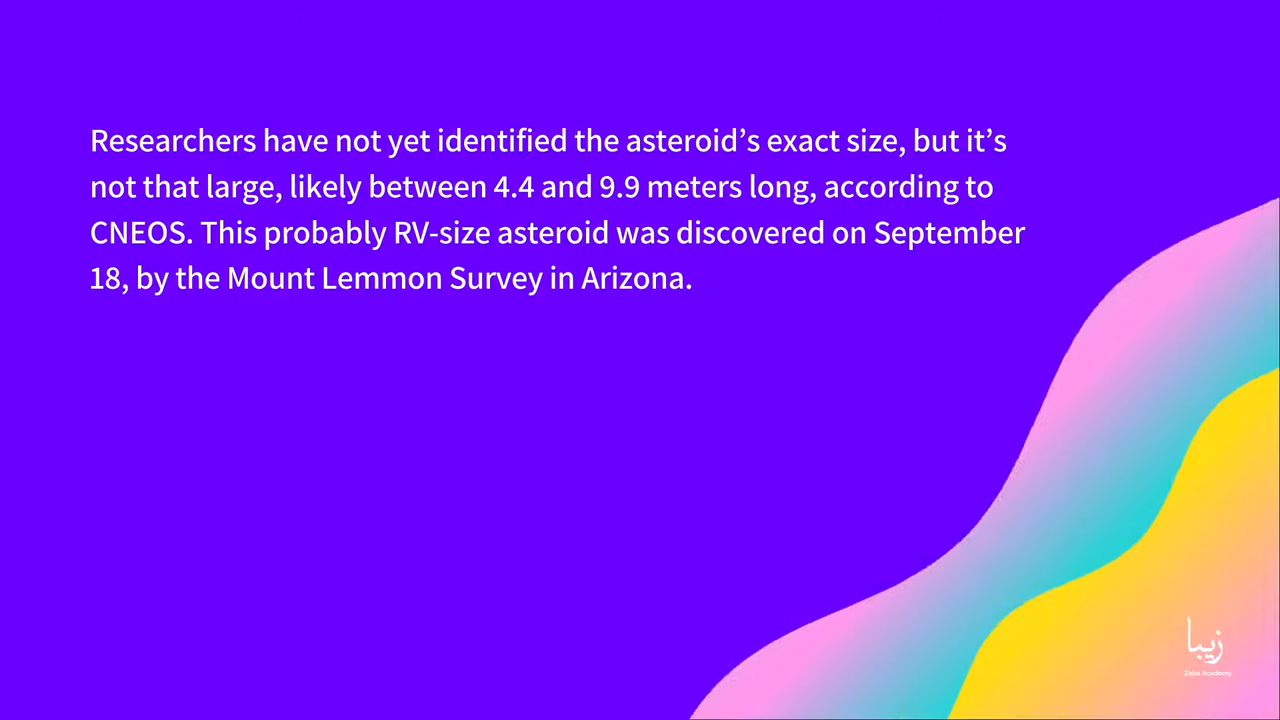 Researchers have not yet identified the asteroid’s exact size, but it’s
not that large, likely between 4.4 and 9.9 meters long, according to
CNEOS. This probably RV-size asteroid was discovered on September
18, by the Mount Lemmon Survey in Arizona.
زیبا
Ziba Academy